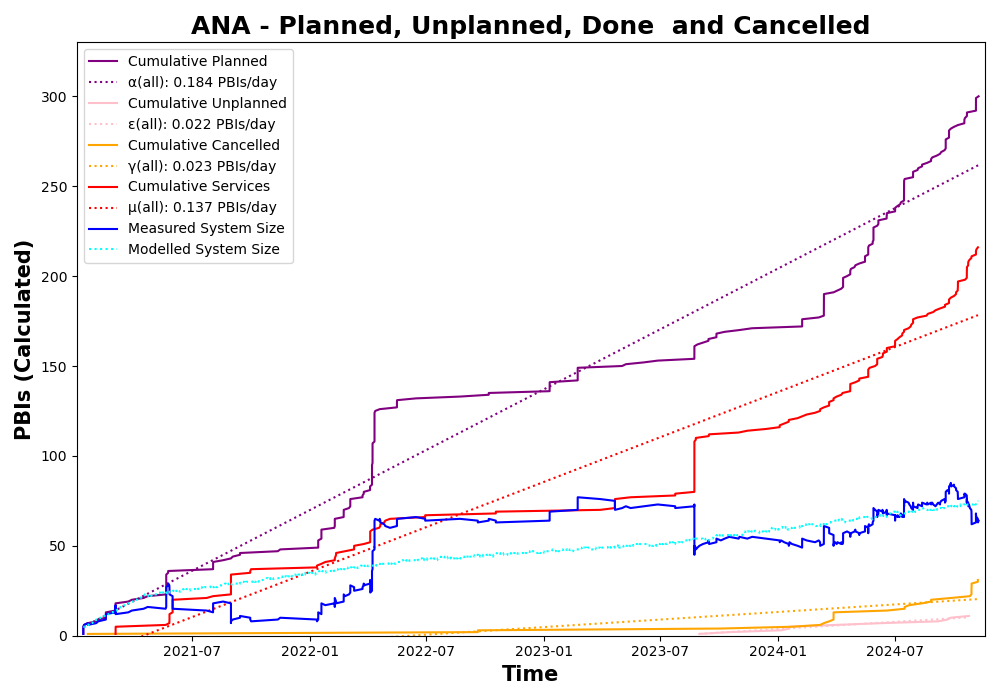 ANA - Planned, Unplanned, Done  and Cancelled
Cumulative Planned
α(all): 0.184 PBIs/day
Cumulative Unplanned
ε(all): 0.022 PBIs/day
Cumulative Cancelled
γ(all): 0.023 PBIs/day
Cumulative Services
μ(all): 0.137 PBIs/day
Measured System Size
Modelled System Size
PBIs (Calculated)
300
250
200
150
100
50
0
2021-07 2022-01 2022-07 2023-01 2023-07 2024-01 2024-07
Time